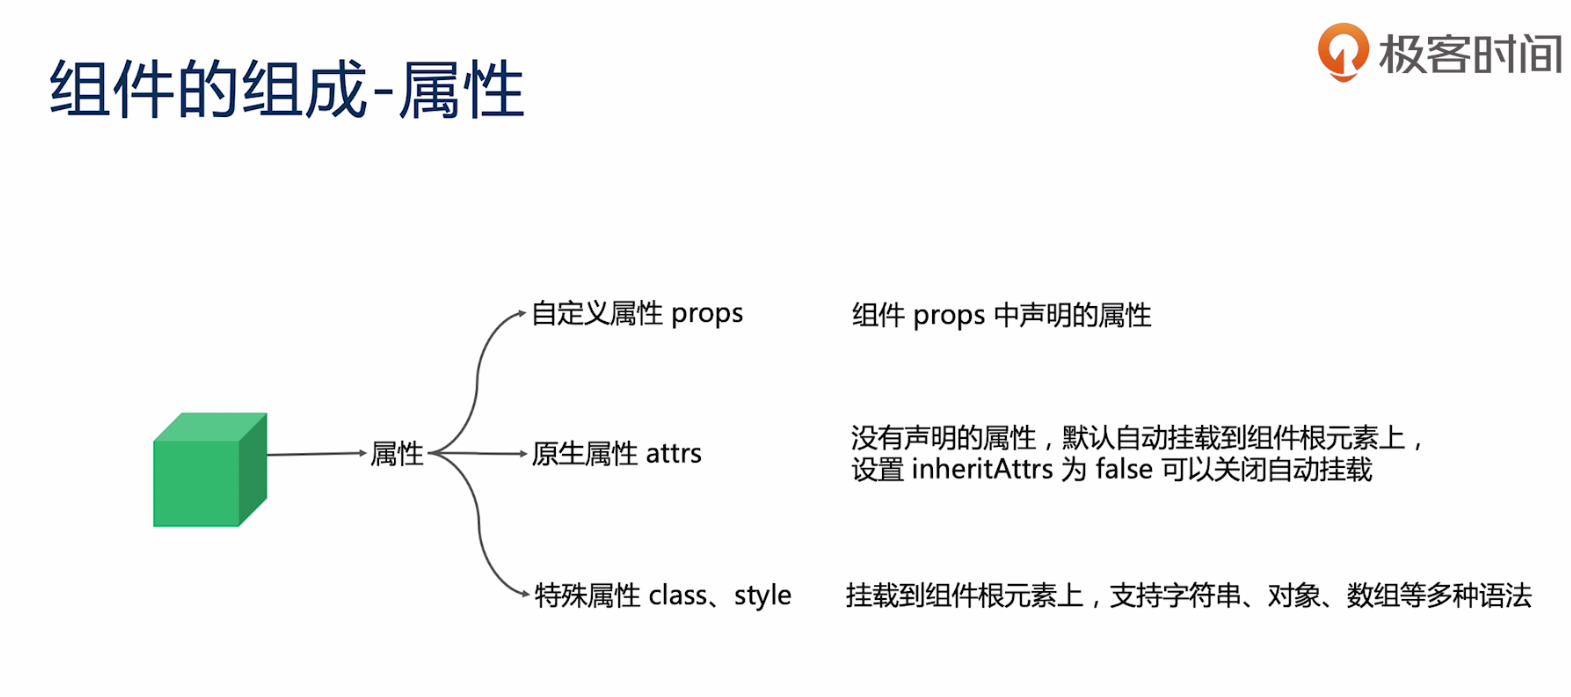 极客时间
组件的组成-属性
自定义属性 props
组件 props 中声明的属性
属性
原生属性 attrs
没有声明的属性，默认自动挂载到组件根元素上，
设置 inheritAttrs 为 false 可以关闭自动挂载
特殊属性 class、style
挂载到组件根元素上，支持字符串、对象、数组等多种语法